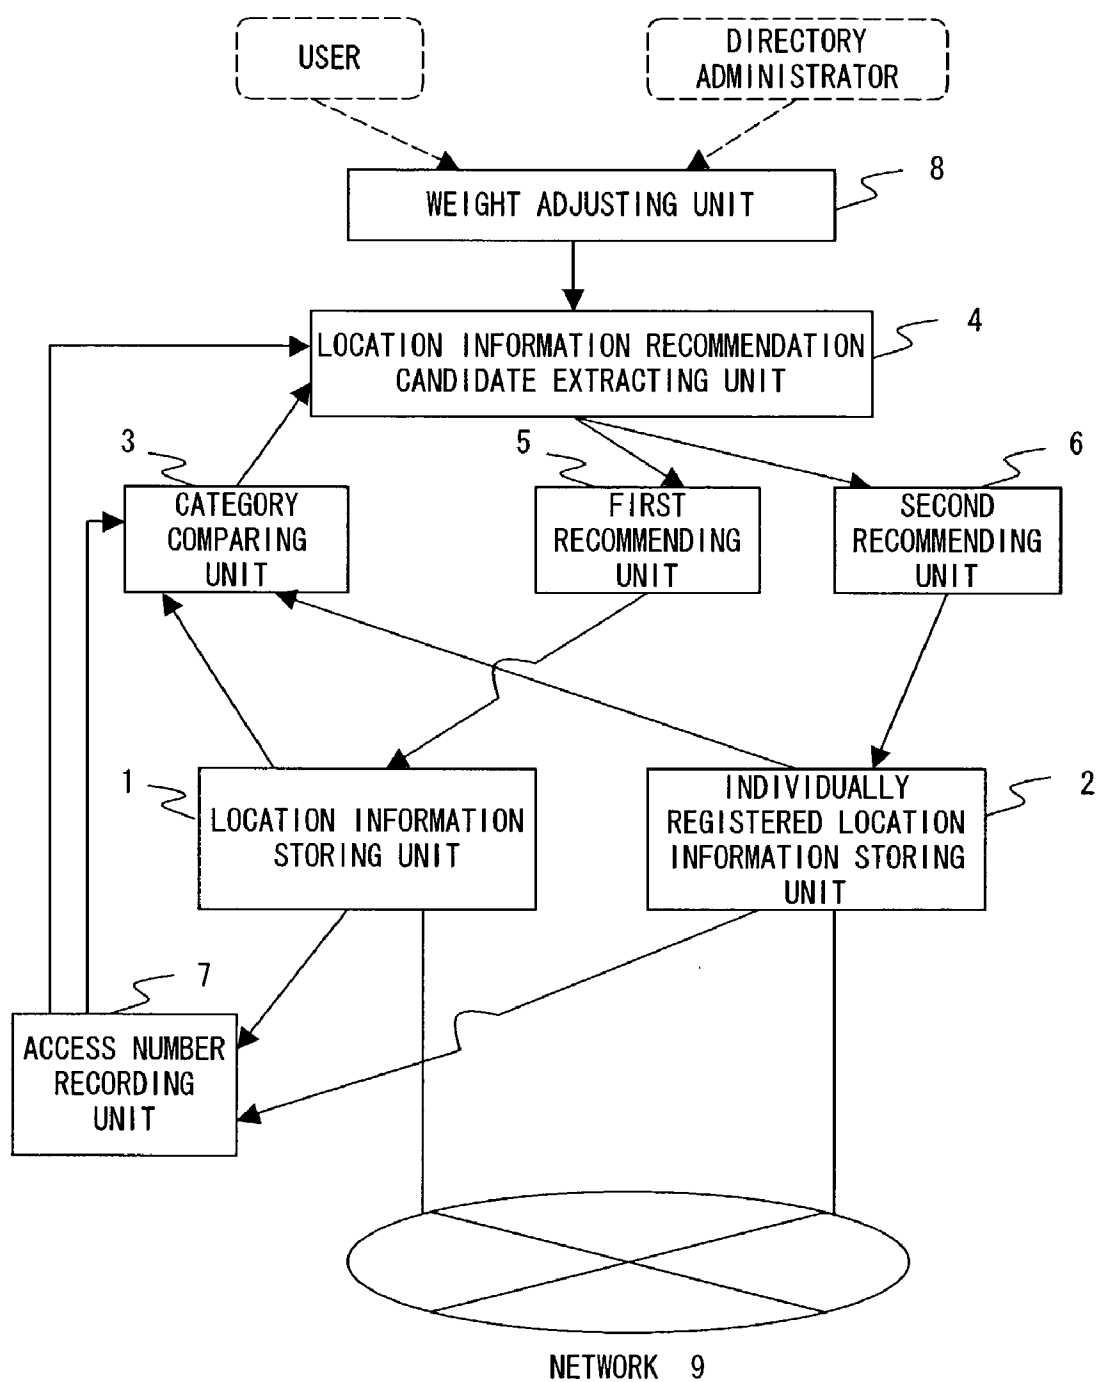 USER
DIRECTORY
ADMINISTRATOR
8
WEIGHT ADJUSTING UNIT
4
LOCATION INFORMATION RECOMMENDATION
CANDIDATE EXTRACTING UNIT
3
5
6
CATEGORY
COMPARING
UNIT
FIRST
RECOMMENDING
UNIT
SECOND
RECOMMENDING
UNIT
1
LOCATION INFORMATION
STORING UNIT
2
INDIVIDUALLY
REGISTERED LOCATION
INFORMATION STORING
UNIT
7
ACCESS NUMBER
RECORDING
UNIT
NETWORK 9